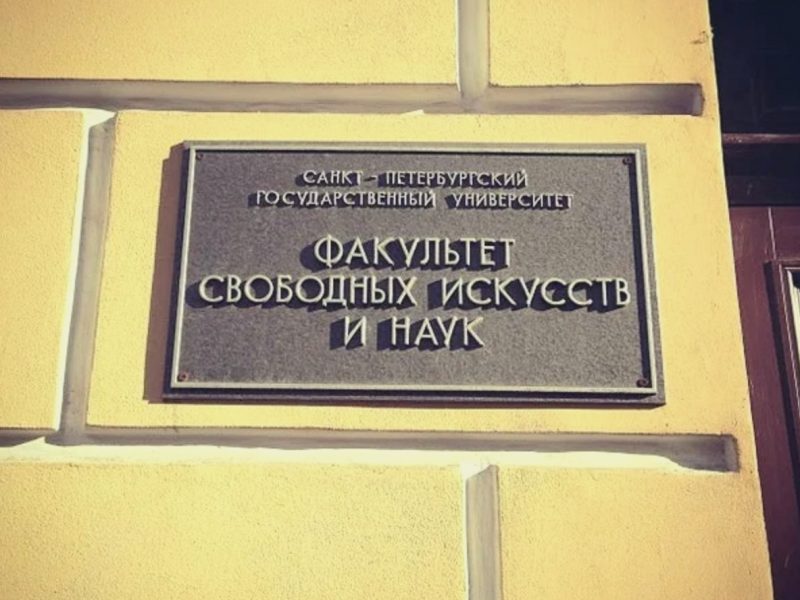 САНКТ-ПЕТЕРБУРГСКИЙ
ГОСУДАРСТВЕННЫЙ УНИВЕРСИТЕТ
ФАКУЛЬТЕТ
СВОБОДНЫХ ИСКУССТВ
И НАУК